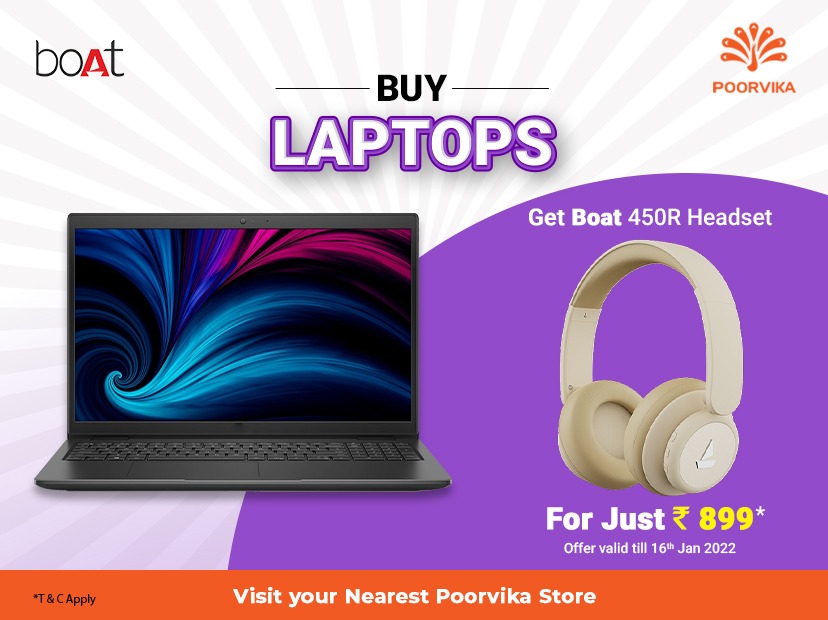 boAt
POORVIKA
BUY
LAPTOPS
Get Boat 450R Headset
For Just ₹ 899*
Offer valid till 16th Jan 2022
*T & C Apply
Visit your Nearest Poorvika Store